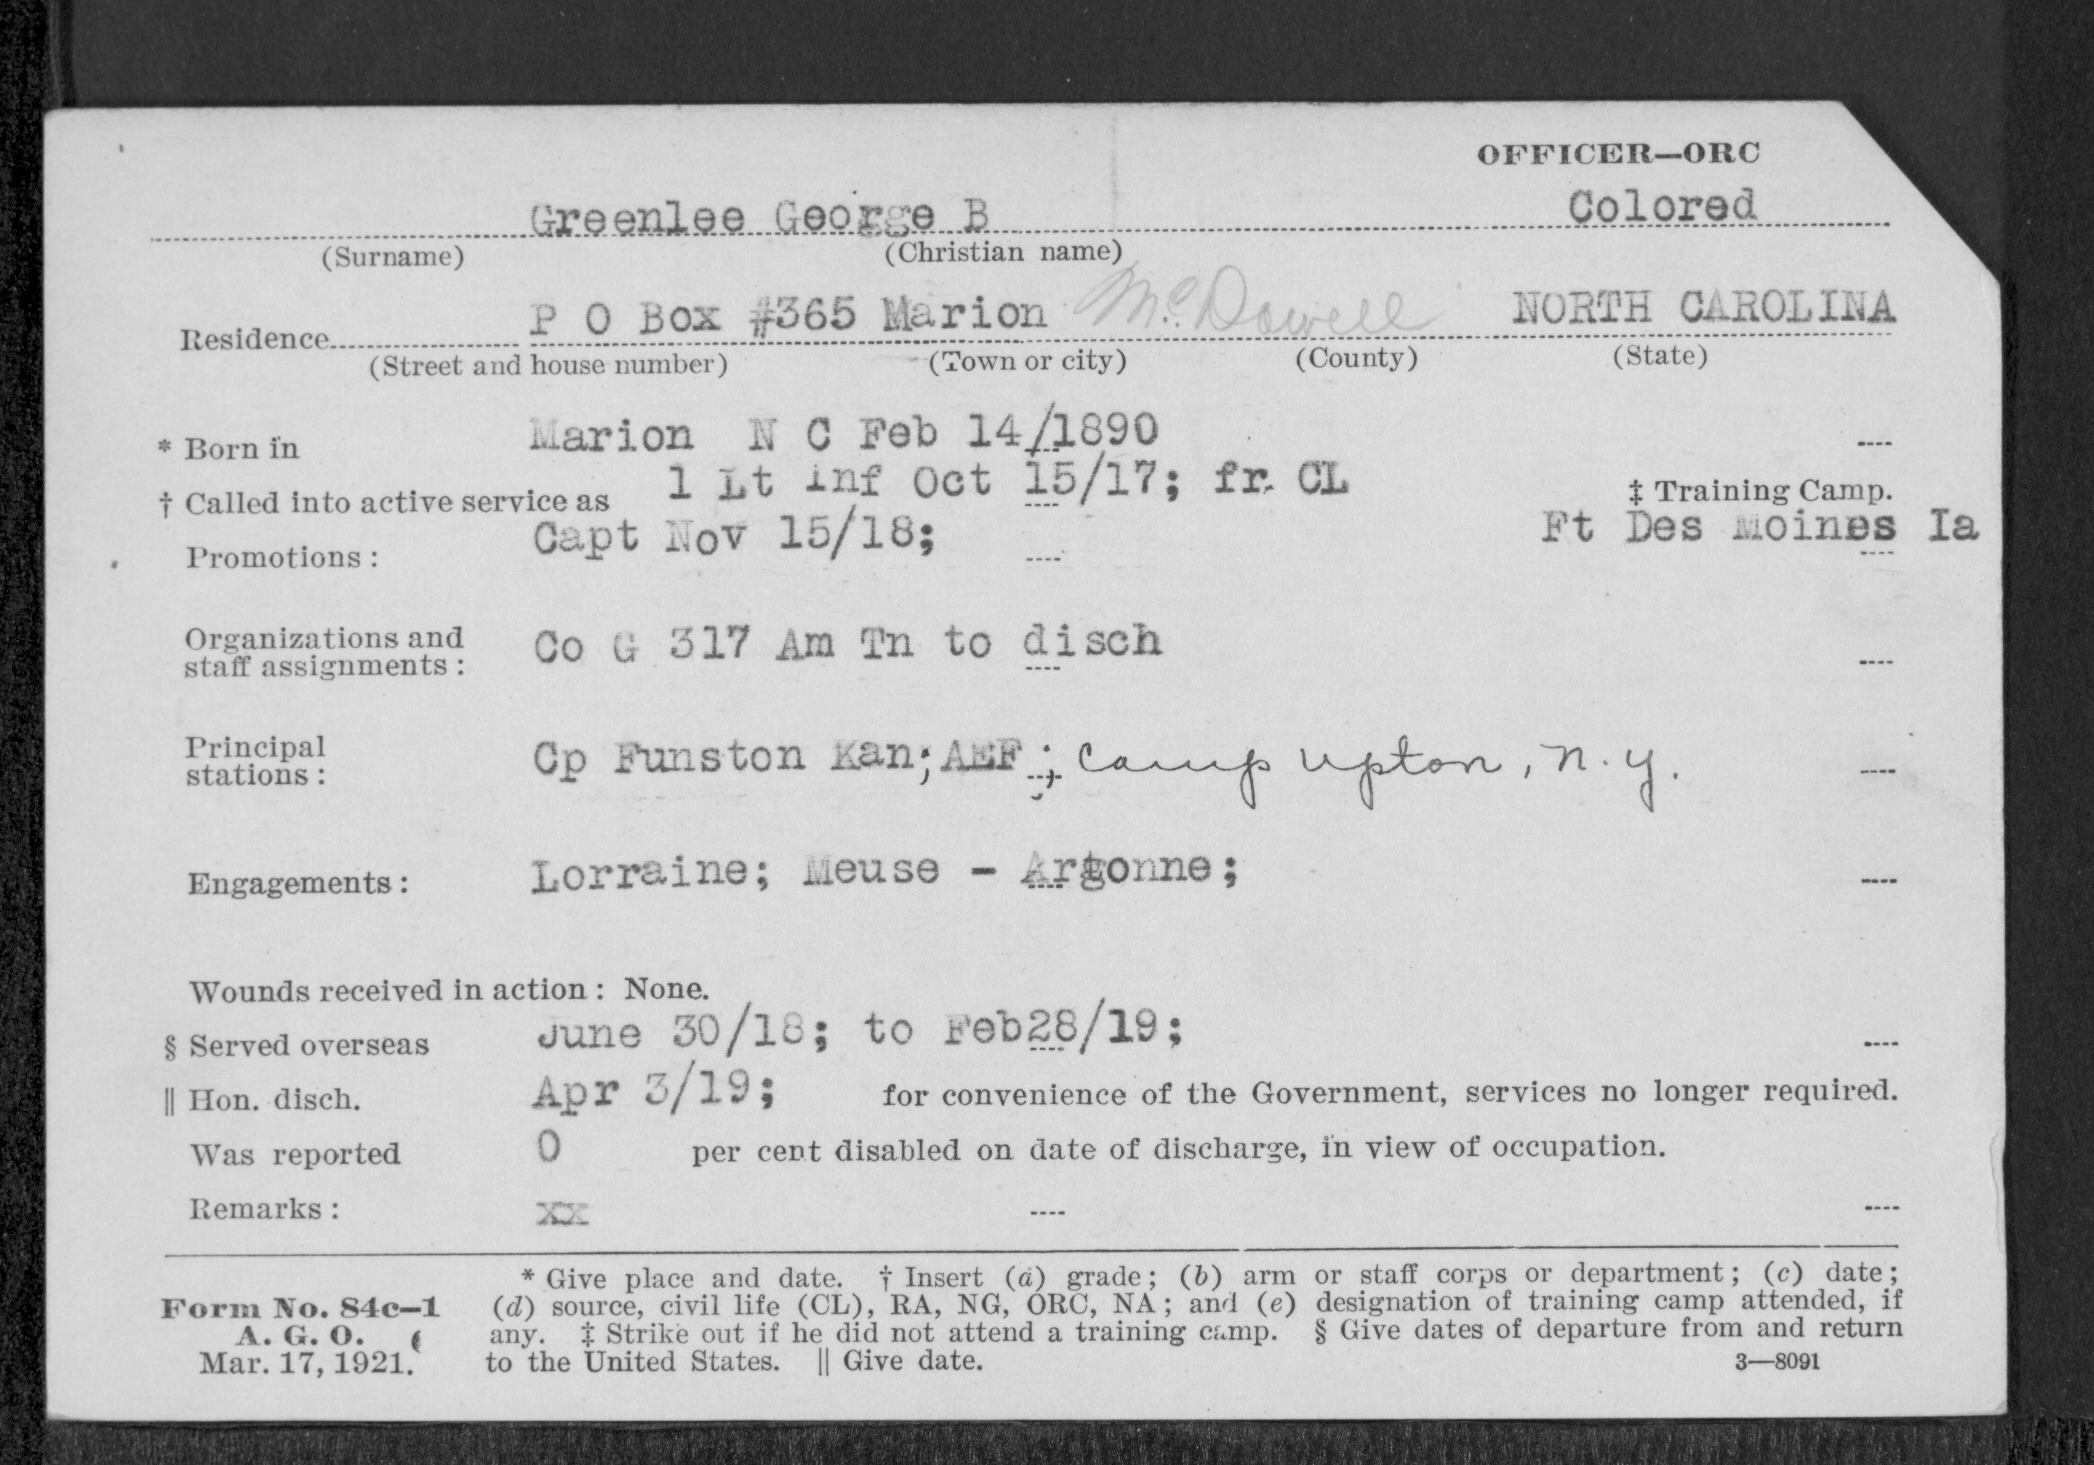 OFFICER—ORC
Greenlee George B Colored
(Surname) (Christian name)
Residence P O Box #365 Marion McDowell NORTH CAROLINA
(Street and house number) (Town or city) (County) (State)
* Born in Marion N C Feb 14/1890
† Called into active service as 1 Lt Inf Oct 15/17; fr. CL ‡ Training Camp.
Promotions: Capt Nov 15/18; Ft Des Moines Ia
Organizations and
staff assignments: Co G 317 Am Tn to disch
Principal
stations: Cp Funston Kan; AEF; Camp Upton, N.Y.
Engagements: Lorraine; Meuse - Argonne;
Wounds received in action: None.
§ Served overseas June 30/18; to Feb28/19;
|| Hon. disch. Apr 3/19; for convenience of the Government, services no longer required.
Was reported 0 per cent disabled on date of discharge, in view of occupation.
Remarks: xx
* Give place and date. † Insert (a) grade; (b) arm or staff corps or department; (c) date;
Form No. 84c–1 (d) source, civil life (CL), RA, NG, ORC, NA; and (e) designation of training camp attended, if
A. G. O. any. ‡ Strike out if he did not attend a training camp. § Give dates of departure from and return
Mar. 17, 1921. to the United States. || Give date. 3—8091